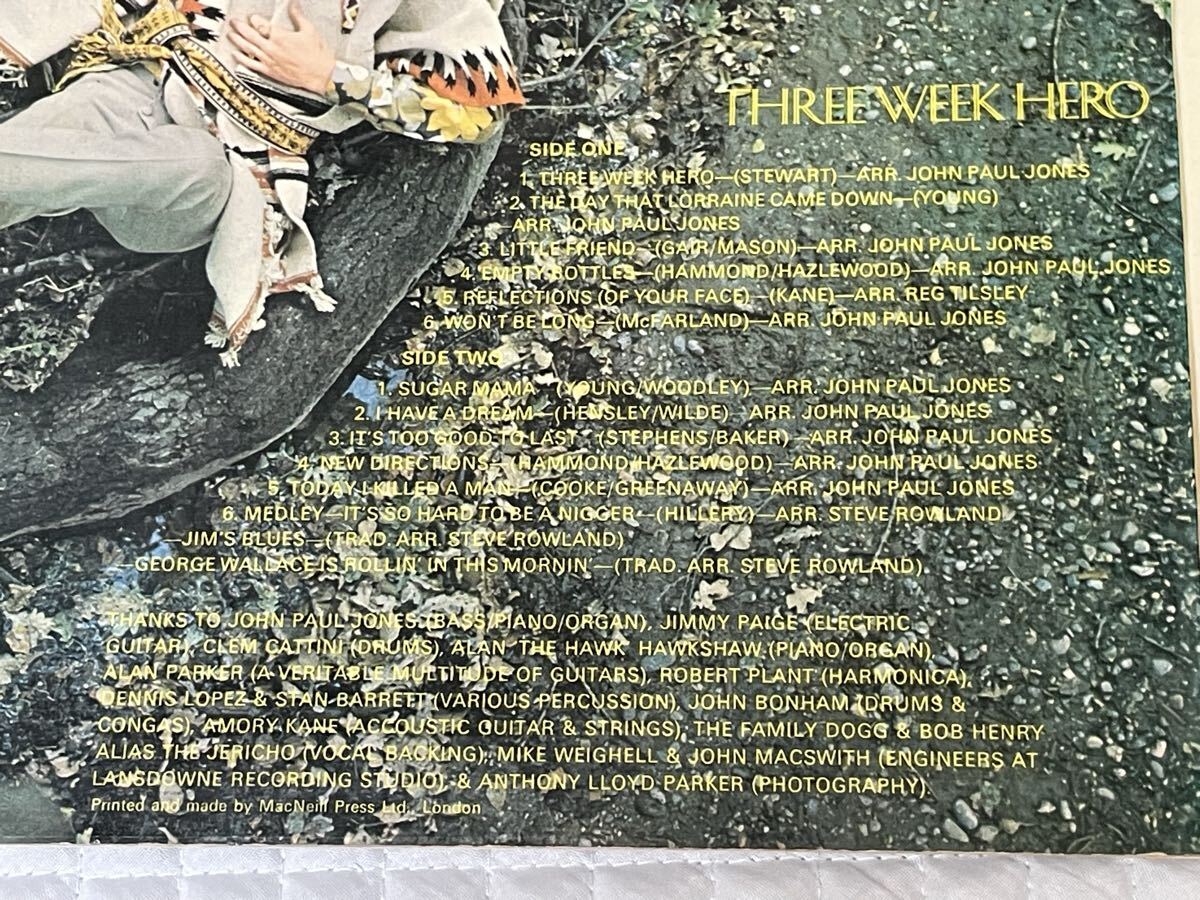 THREE WEEK HERO
SIDE ONE
1. THREE WEEK HERO—(STEWART)—ARR. JOHN PAUL JONES
2. THE DAY THAT LORRAINE CAME DOWN—(YOUNG)
—ARR. JOHN PAUL JONES
3. LITTLE FRIEND—(GAIR/MASON)—ARR. JOHN PAUL JONES
4. EMPTY BOTTLES—(HAMMOND/HAZLEWOOD)—ARR. JOHN PAUL JONES
5. REFLECTIONS (OF YOUR FACE)—(KANE)—ARR. REG TILSLEY
6. WON'T BE LONG—(McFARLAND)—ARR. JOHN PAUL JONES
SIDE TWO
1. SUGAR MAMA—(YOUNG/WOODLEY)—ARR. JOHN PAUL JONES
2. I HAVE A DREAM—(HENSLEY/WILDE)—ARR. JOHN PAUL JONES
3. IT'S TOO GOOD TO LAST—(STEPHENS/BAKER)—ARR. JOHN PAUL JONES
4. NEW DIRECTIONS—(HAMMOND/HAZLEWOOD)—ARR. JOHN PAUL JONES
5. TODAY I KILLED A MAN—(COOKE/GREENAWAY)—ARR. JOHN PAUL JONES
6. MEDLEY—IT'S SO HARD TO BE A NIGGER—(HILLERY)—ARR. STEVE ROWLAND
—JIM'S BLUES—(TRAD. ARR. STEVE ROWLAND)
—GEORGE WALLACE IS ROLLIN' IN THIS MORNIN'—(TRAD. ARR. STEVE ROWLAND).
THANKS TO JOHN PAUL JONES (BASS/PIANO/ORGAN), JIMMY PAIGE (ELECTRIC
GUITAR), CLEM CATTINI (DRUMS), ALAN 'THE HAWK' HAWKSHAW (PIANO/ORGAN),
ALAN PARKER (A VERITABLE MULTITUDE OF GUITARS), ROBERT PLANT (HARMONICA),
DENNIS LOPEZ & STAN BARRETT (VARIOUS PERCUSSION), JOHN BONHAM (DRUMS &
CONGAS), AMORY KANE (ACCOUSTIC GUITAR & STRINGS), THE FAMILY DOGG & BOB HENRY
ALIAS THE JERICHO (VOCAL BACKING), MIKE WEIGHELL & JOHN MACSWITH (ENGINEERS AT
LANSDOWNE RECORDING STUDIO) & ANTHONY LLOYD PARKER (PHOTOGRAPHY).
Printed and made by MacNeill Press Ltd., London